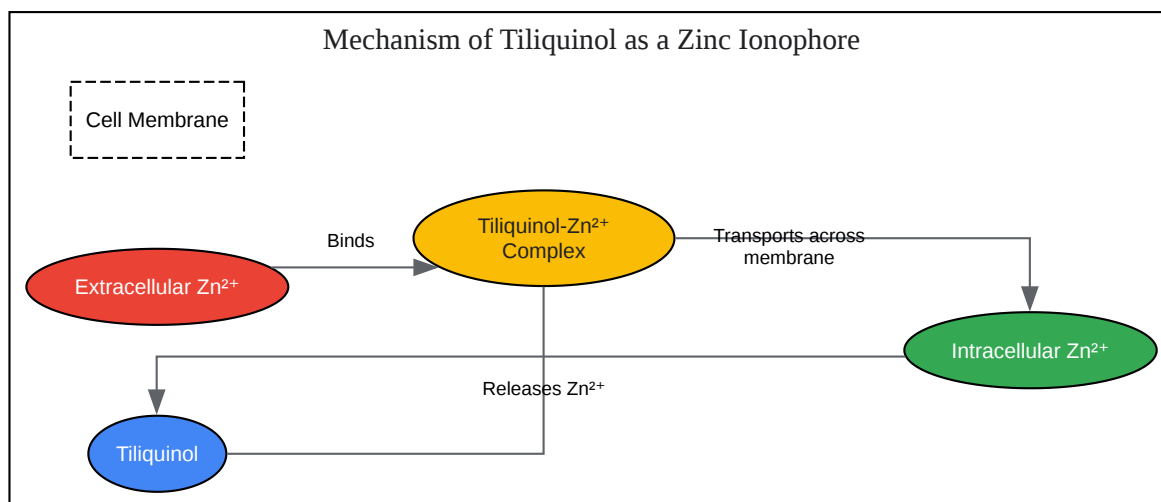 Mechanism of Tiliquinol as a Zinc Ionophore
Cell Membrane
Binds
Tiliquinol-Zn²⁺
Complex
Transports across
membrane
Extracellular Zn²⁺
Intracellular Zn²⁺
Releases Zn²⁺
Tiliquinol